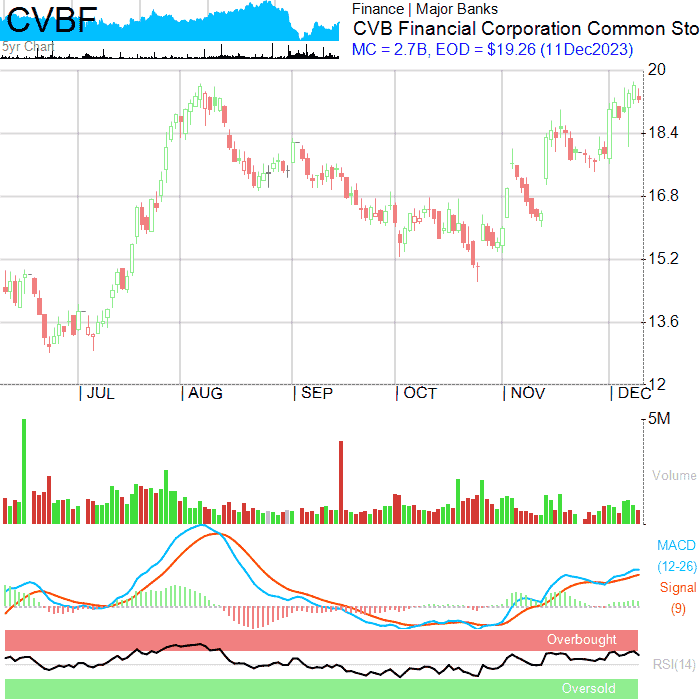 CVBF
5yr Chart
Finance | Major Banks
CVB Financial Corporation Common Sto
MC = 2.7B, EOD = $19.26 (11Dec2023)
20
18.4
16.8
15.2
13.6
12
JUL AUG SEP OCT NOV DEC
5M
Volume
MACD
(12-26)
Signal
(9)
Overbought
RSI(14)
Oversold